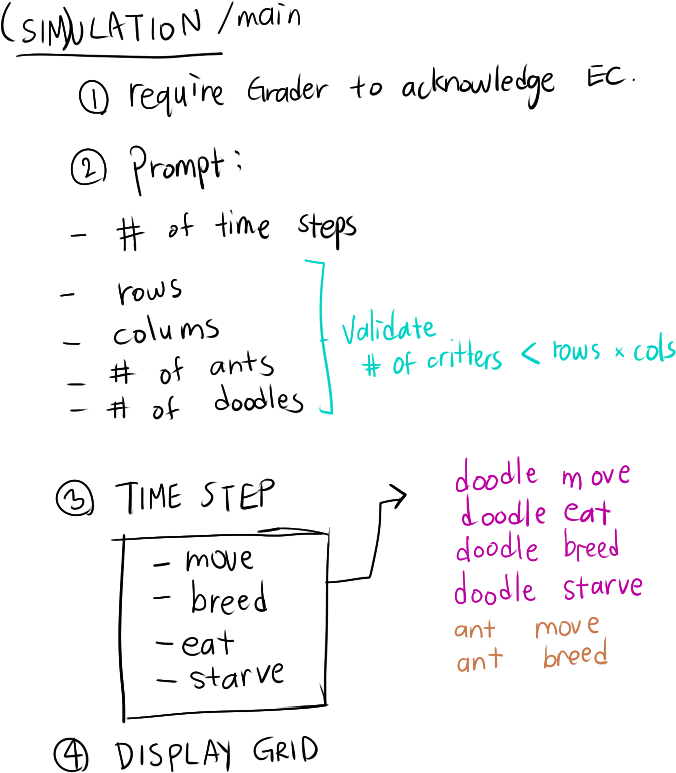 (SIMULATION /main
① require Grader to acknowledge EC.
② Prompt:
- # of time steps
- rows
- colums
- # of ants
- # of doodles
Validate
# of critters < rows × cols
③ TIME STEP
- move
- breed
- eat
- starve
doodle move
doodle eat
doodle breed
doodle starve
ant move
ant breed
④ DISPLAY GRID